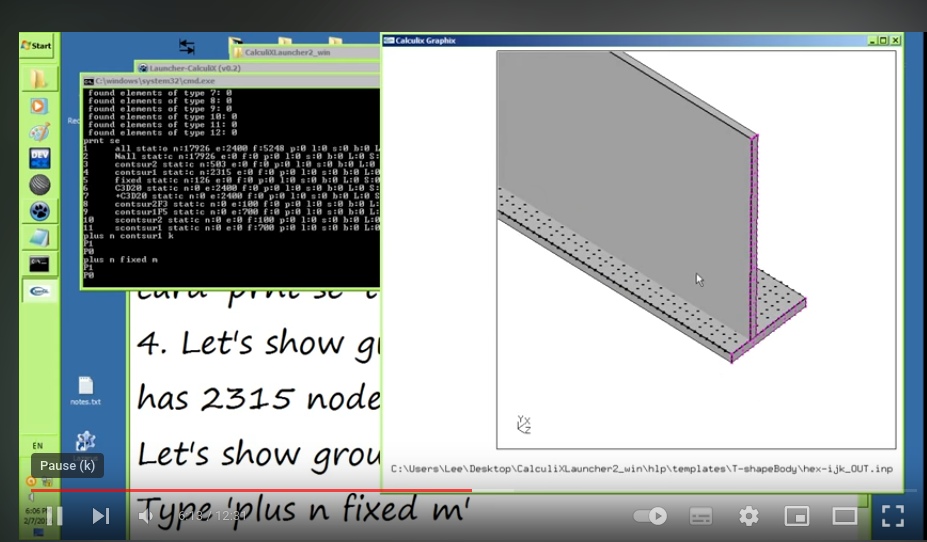 Start
CalculiXLauncher2_win
Launcher-CalculiX (v0.2)
C:\windows\system32\cmd.exe
found elements of type 7: 0
found elements of type 8: 0
found elements of type 9: 0
found elements of type 10: 0
found elements of type 11: 0
found elements of type 12: 0
prnt se
1 all stat:o n:17926 e:2400 f:5248 p:0 l:0 s:0 b:0 L
2 Nall stat:c n:17926 e:0 f:0 p:0 l:0 s:0 b:0 L:0 S:
3 contsur2 stat:c n:503 e:0 f:0 p:0 l:0 s:0 b:0 L:0
4 contsur1 stat:c n:2315 e:0 f:0 p:0 l:0 s:0 b:0 L:0
5 fixed stat:c n:126 e:0 f:0 p:0 l:0 s:0 b:0 L:0
6 C3D20 stat:c n:0 e:2400 f:0 p:0 l:0 s:0 b:0 L:0 S:
7 +C3D20 stat:c n:0 e:2400 f:0 p:0 l:0 s:0 b:0 L:0
8 contsur2F3 stat:c n:0 e:100 f:0 p:0 l:0 s:0 b:0
9 contsur1F5 stat:c n:0 e:700 f:0 p:0 l:0 s:0 b:0
10 scontsur2 stat:c n:0 e:0 f:100 p:0 l:0 s:0 b:0
11 scontsur1 stat:c n:0 e:0 f:700 p:0 l:0 s:0 b:0
plus n contsur1 k
P1
P0
plus n fixed m
P1
P0
Calculix Graphix
Rec
DEV
card 'prnt se'
4. Let's show g
has 2315 node
Let's show grou
Type 'plus n fixed m'
notes.txt
Y X
Z
C:\Users\Lee\Desktop\CalculiXLauncher2_win\hlp\templates\T-shapeBody\hex-ijk_OUT.inp
EN
Pause (k)
6:06 P